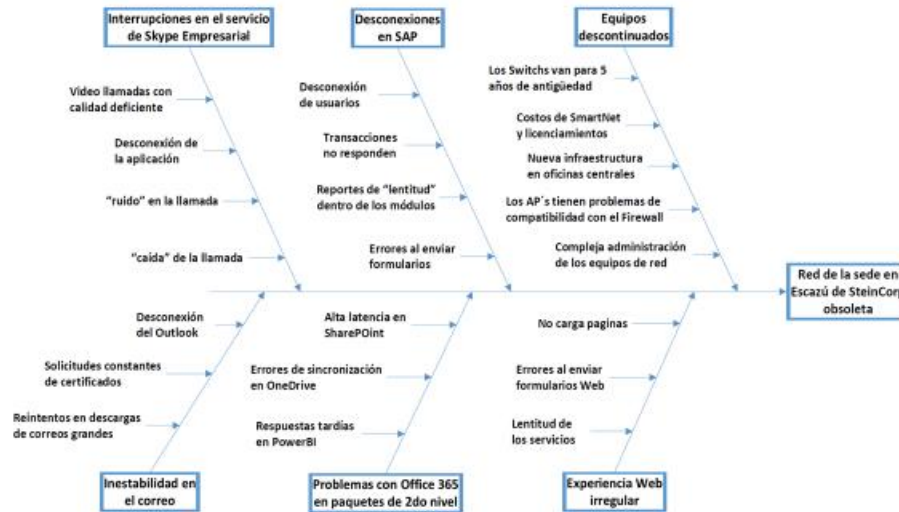 Interrupciones en el servicio
de Skype Empresarial
Video llamadas con
calidad deficiente
Desconexión de
la aplicación
"ruido" en la llamada
"caída" de la llamada
Desconexiones
en SAP
Desconexión
de usuarios
Transacciones
no responden
Reportes de "lentitud"
dentro de los módulos
Errores al enviar
formularios
Equipos
descontinuados
Los Switchs van para 5
años de antigüedad
Costos de SmartNet
y licenciamientos
Nueva infraestructura
en oficinas centrales
Los AP´s tienen problemas de
compatibilidad con el Firewall
Compleja administración
de los equipos de red
Red de la sede en
Escazú de SteinCorp
obsoleta
Desconexión
del Outlook
Solicitudes constantes
de certificados
Reintentos en descargas
de correos grandes
Inestabilidad en
el correo
Alta latencia en
SharePOint
Errores de sincronización
en OneDrive
Respuestas tardías
en PowerBI
Problemas con Office 365
en paquetes de 2do nivel
No carga paginas
Errores al enviar
formularios Web
Lentitud de
los servicios
Experiencia Web
irregular